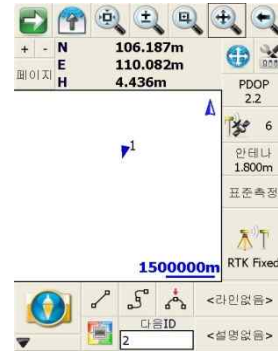 + - N 106.187m
E 110.082m
페이지
H 4.436m
PDOP
2.2
6
안테나
1.800m
표준측정
1
1500000m
RTK Fixed
<라인없음>
다음ID
2
<설명없음>